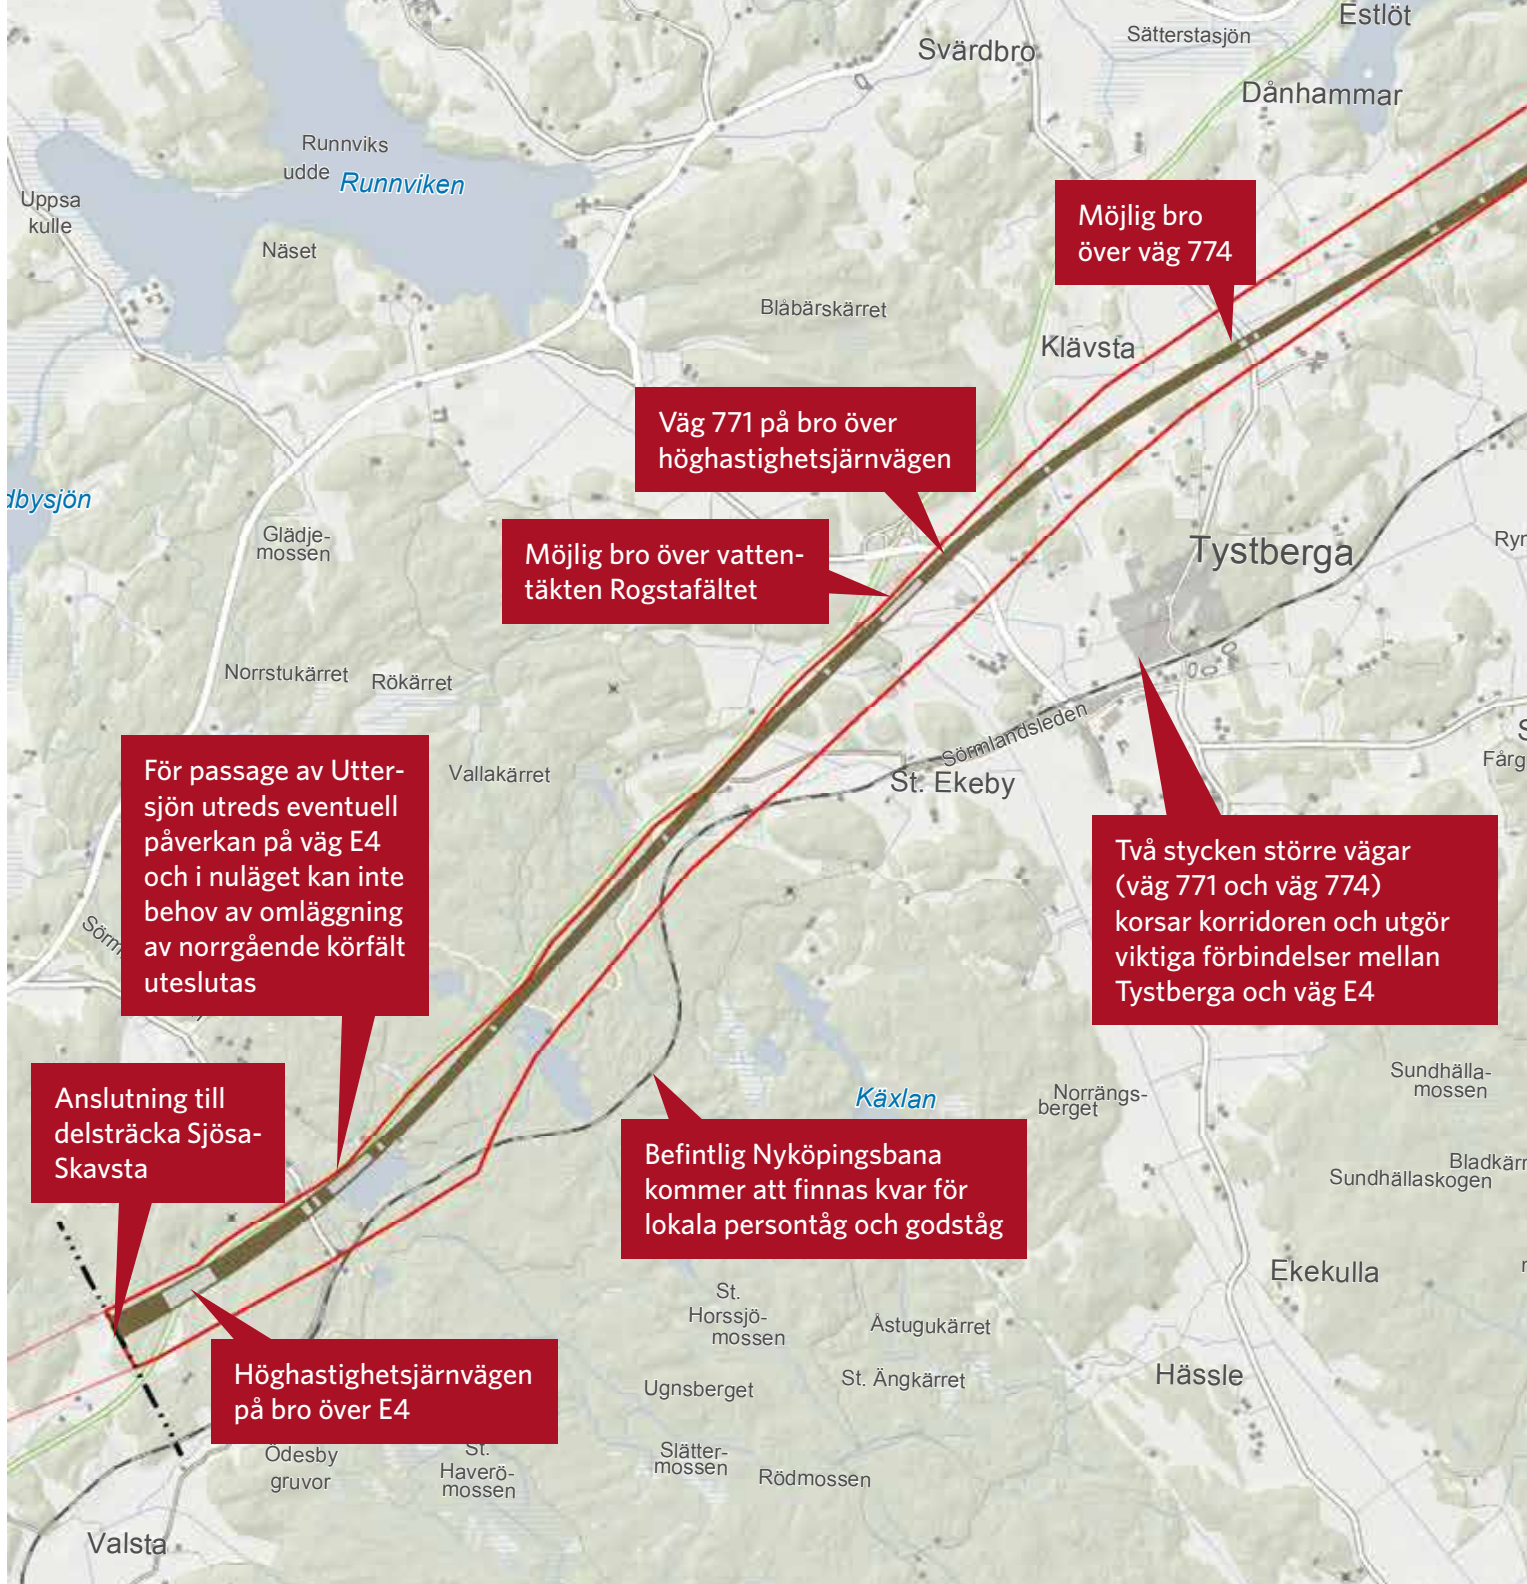 Estlöt
Svärdbro
Sätterstasjön
Dånhammar
Runnviks
udde
Runnviken
Uppsa
kulle
Näset
Möjlig bro
över väg 774
Blåbärskärret
Klävsta
Väg 771 på bro över
höghastighetsjärnvägen
dbysjön
Glädje-
mossen
Möjlig bro över vatten-
täkten Rogstafältet
Tystberga
Ryr
Norrstukärret
Rökärret
Sörmlandsleden
Vallakärret
St. Ekeby
S
Färg
För passage av Utter-
sjön utreds eventuell
påverkan på väg E4
och i nuläget kan inte
behov av omläggning
av norrgående körfält
uteslutas
Två stycken större vägar
(väg 771 och väg 774)
korsar korridoren och utgör
viktiga förbindelser mellan
Tystberga och väg E4
Sörm
Anslutning till
delsträcka Sjösa-
Skavsta
Käxlan
Norrängs-
berget
Sundhälla-
mossen
Befintlig Nyköpingsbana
kommer att finnas kvar för
lokala persontåg och godståg
Bladkärr
Sundhällaskogen
Ekekulla
St.
Horssjö-
mossen
Åstugukärret
Höghastighetsjärnvägen
på bro över E4
Ugnsberget
St. Ängkärret
Hässle
Ödesby
gruvor
St.
Haverö-
mossen
Slätter-
mossen
Rödmossen
Valsta